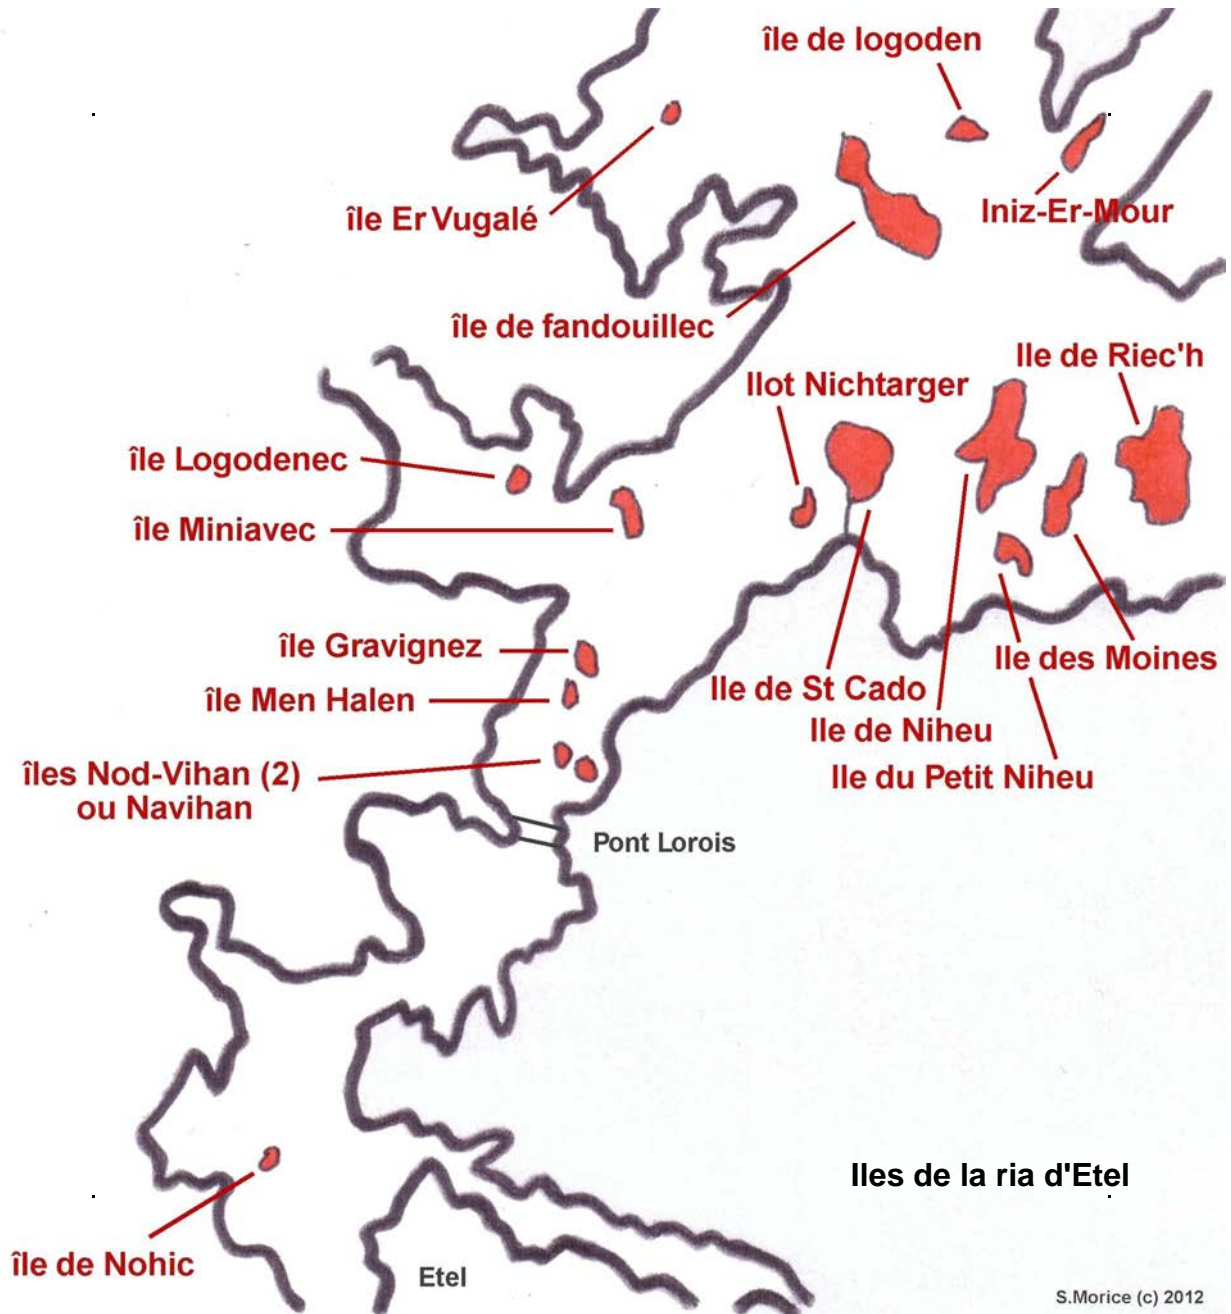 île de logoden
île Er Vugalé
Iniz-Er-Mour
île de fandouillec
Ile de Riec'h
Ilot Nichtarger
île Logodenec
île Miniavec
île Gravignez
Ile des Moines
île Men Halen
Ile de St Cado
Ile de Niheu
îles Nod-Vihan (2)
ou Navihan
Ile du Petit Niheu
Pont Lorois
Iles de la ria d'Etel
île de Nohic
Etel
S.Morice (c) 2012